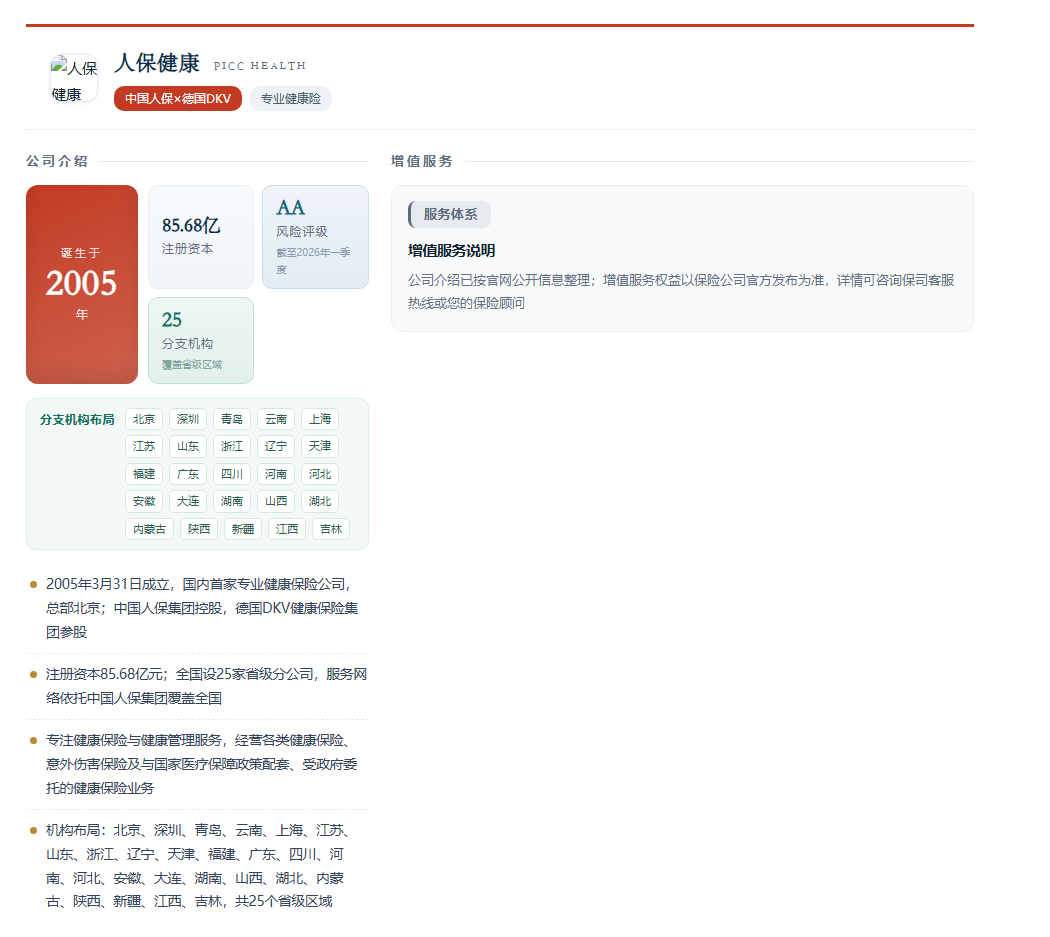 人保健康
人保健康 PICC HEALTH
中国人保×德国DKV 专业健康险
公司介绍
诞生于
2005
年
85.68亿
注册资本
AA
风险评级
截至2026年一季
度
25
分支机构
覆盖省级区域
分支机构布局 北京 深圳 青岛 云南 上海
江苏 山东 浙江 辽宁 天津
福建 广东 四川 河南 河北
安徽 大连 湖南 山西 湖北
内蒙古 陕西 新疆 江西 吉林
2005年3月31日成立，国内首家专业健康保险公司，
总部北京；中国人保集团控股，德国DKV健康保险集
团参股
注册资本85.68亿元；全国设25家省级分公司，服务网
络依托中国人保集团覆盖全国
专注健康保险与健康管理服务，经营各类健康保险、
意外伤害保险及与国家医疗保障政策配套、受政府委
托的健康保险业务
机构布局：北京、深圳、青岛、云南、上海、江苏、
山东、浙江、辽宁、天津、福建、广东、四川、河
南、河北、安徽、大连、湖南、山西、湖北、内蒙
古、陕西、新疆、江西、吉林，共25个省级区域
增值服务
服务体系
增值服务说明
公司介绍已按官网公开信息整理；增值服务权益以保险公司官方发布为准，详情可咨询保司客服
热线或您的保险顾问